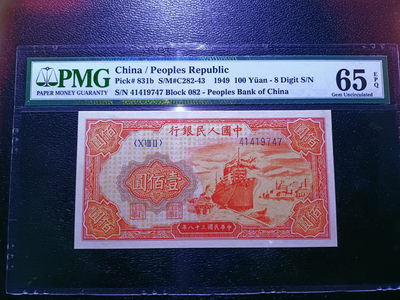 PMG
PAPER MONEY GUARANTY
China / Peoples Republic
Pick# 831b S/M#C282-43 1949 100 Yüan - 8 Digit S/N
S/N 41419747 Block 082 - Peoples Bank of China
65 EPQ
Gem Uncirculated
行銀民人國中
41419747
圓佰壹
年八十三國民華中